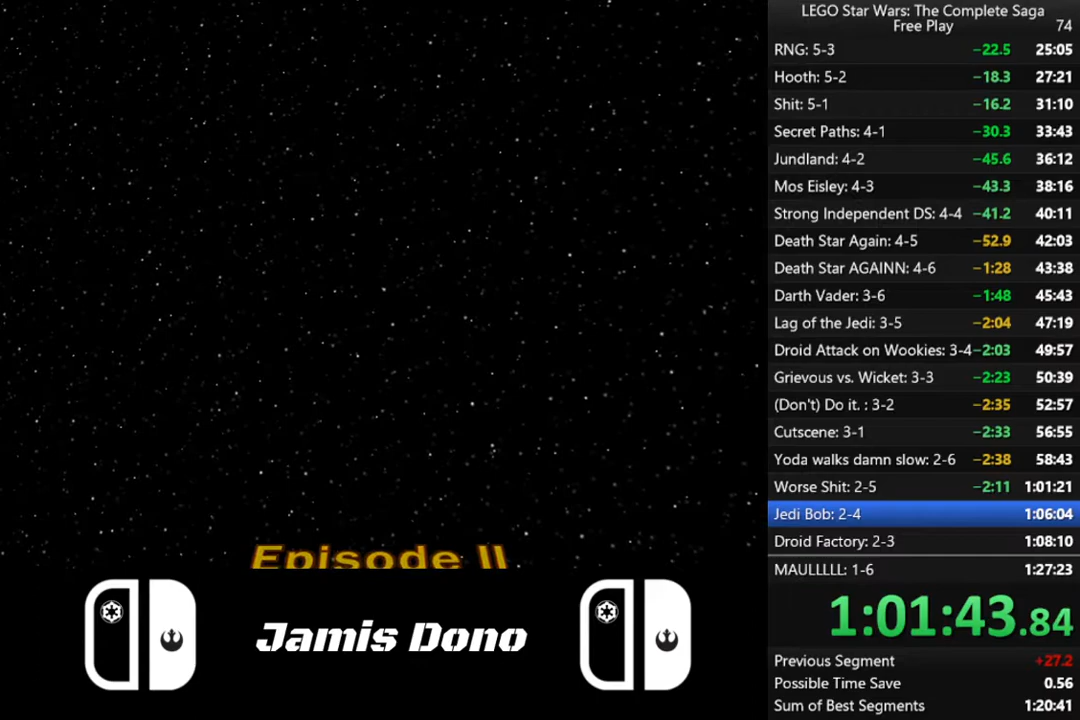 Episode II
Jamis Dono
LEGO Star Wars: The Complete Saga
Free Play 74
RNG: 5-3 −22.5 25:05
Hooth: 5-2 −18.3 27:21
Shit: 5-1 −16.2 31:10
Secret Paths: 4-1 −30.3 33:43
Jundland: 4-2 −45.6 36:12
Mos Eisley: 4-3 −43.3 38:16
Strong Independent DS: 4-4 −41.2 40:11
Death Star Again: 4-5 −52.9 42:03
Death Star AGAINN: 4-6 −1:28 43:38
Darth Vader: 3-6 −1:48 45:43
Lag of the Jedi: 3-5 −2:04 47:19
Droid Attack on Wookies: 3-4 −2:03 49:57
Grievous vs. Wicket: 3-3 −2:23 50:39
(Don't) Do it. : 3-2 −2:35 52:57
Cutscene: 3-1 −2:33 56:55
Yoda walks damn slow: 2-6 −2:38 58:43
Worse Shit: 2-5 −2:11 1:01:21
Jedi Bob: 2-4 1:06:04
Droid Factory: 2-3 1:08:10
MAULLLLL: 1-6 1:27:23
1:01:43.84
Previous Segment +27.2
Possible Time Save 0.56
Sum of Best Segments 1:20:41